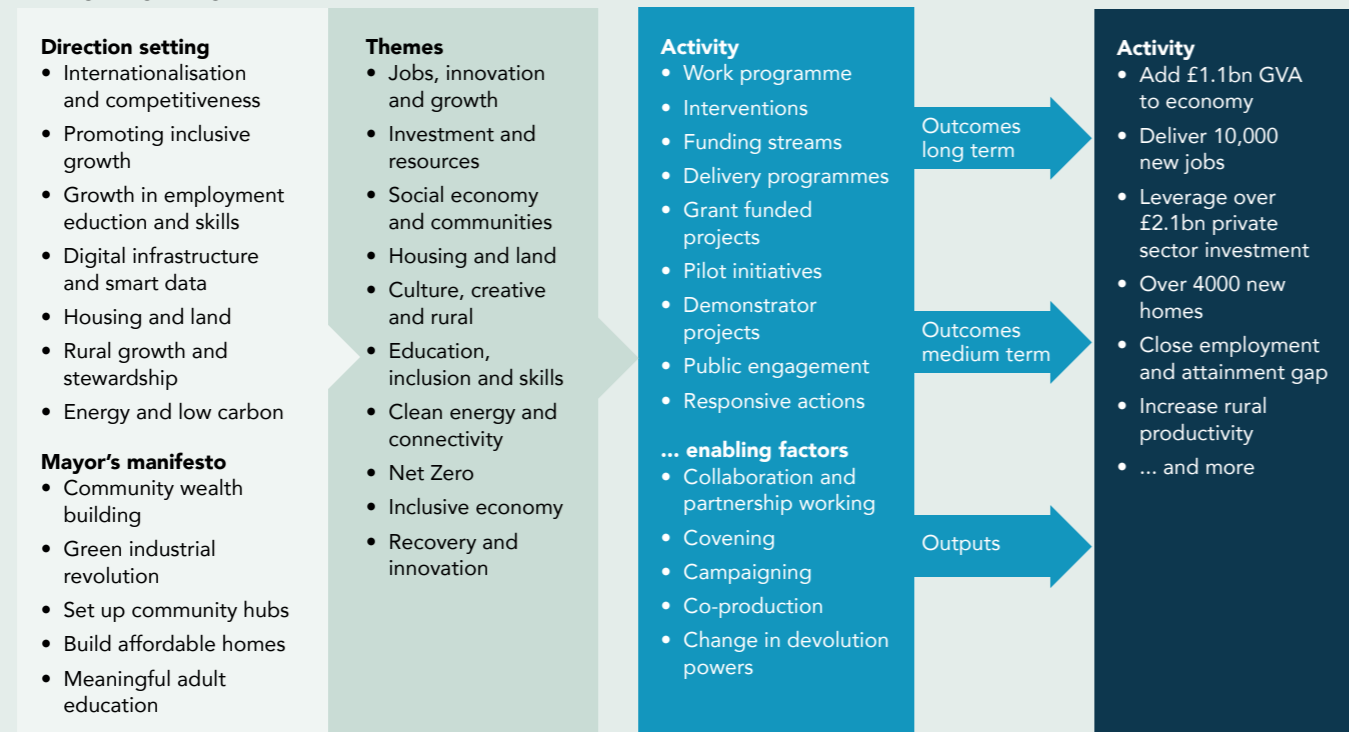 Direction setting
• Internationalisation
and competitiveness
• Promoting inclusive
growth
• Growth in employment
eduction and skills
• Digital infrastructure
and smart data
• Housing and land
• Rural growth and
stewardship
• Energy and low carbon
Mayor's manifesto
• Community wealth
building
• Green industrial
revolution
• Set up community hubs
• Build affordable homes
• Meaningful adult
education
Themes
• Jobs, innovation
and growth
• Investment and
resources
• Social economy
and communities
• Housing and land
• Culture, creative
and rural
• Education,
inclusion and skills
• Clean energy and
connectivity
• Net Zero
• Inclusive economy
• Recovery and
innovation
Activity
• Work programme
• Interventions
• Funding streams
• Delivery programmes
• Grant funded
projects
• Pilot initiatives
• Demonstrator
projects
• Public engagement
• Responsive actions
... enabling factors
• Collaboration and
partnership working
• Covening
• Campaigning
• Co-production
• Change in devolution
powers
Outcomes
long term
Outcomes
medium term
Outputs
Activity
• Add £1.1bn GVA
to economy
• Deliver 10,000
new jobs
• Leverage over
£2.1bn private
sector investment
• Over 4000 new
homes
• Close employment
and attainment gap
• Increase rural
productivity
• ... and more